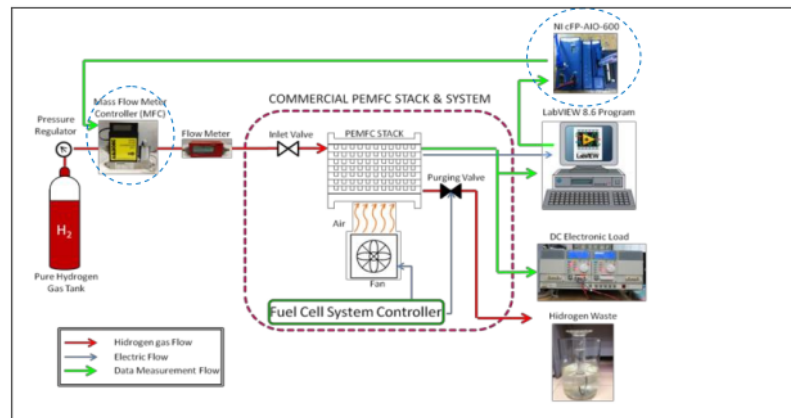 NI cFP-AIO-600
Mass Flow Meter
Controller (MFC)
COMMERCIAL PEMFC STACK & SYSTEM
LabVIEW 8.6 Program
Pressure
Regulator
Flow Meter
Inlet Valve
PEMFC STACK
LabVIEW
Purging Valve
H2
Air
DC Electronic Load
Pure Hydrogen
Gas Tank
Fan
Fuel Cell System Controller
Hidrogen Waste
Hidrogen gas Flow
Electric Flow
Data Measurement Flow